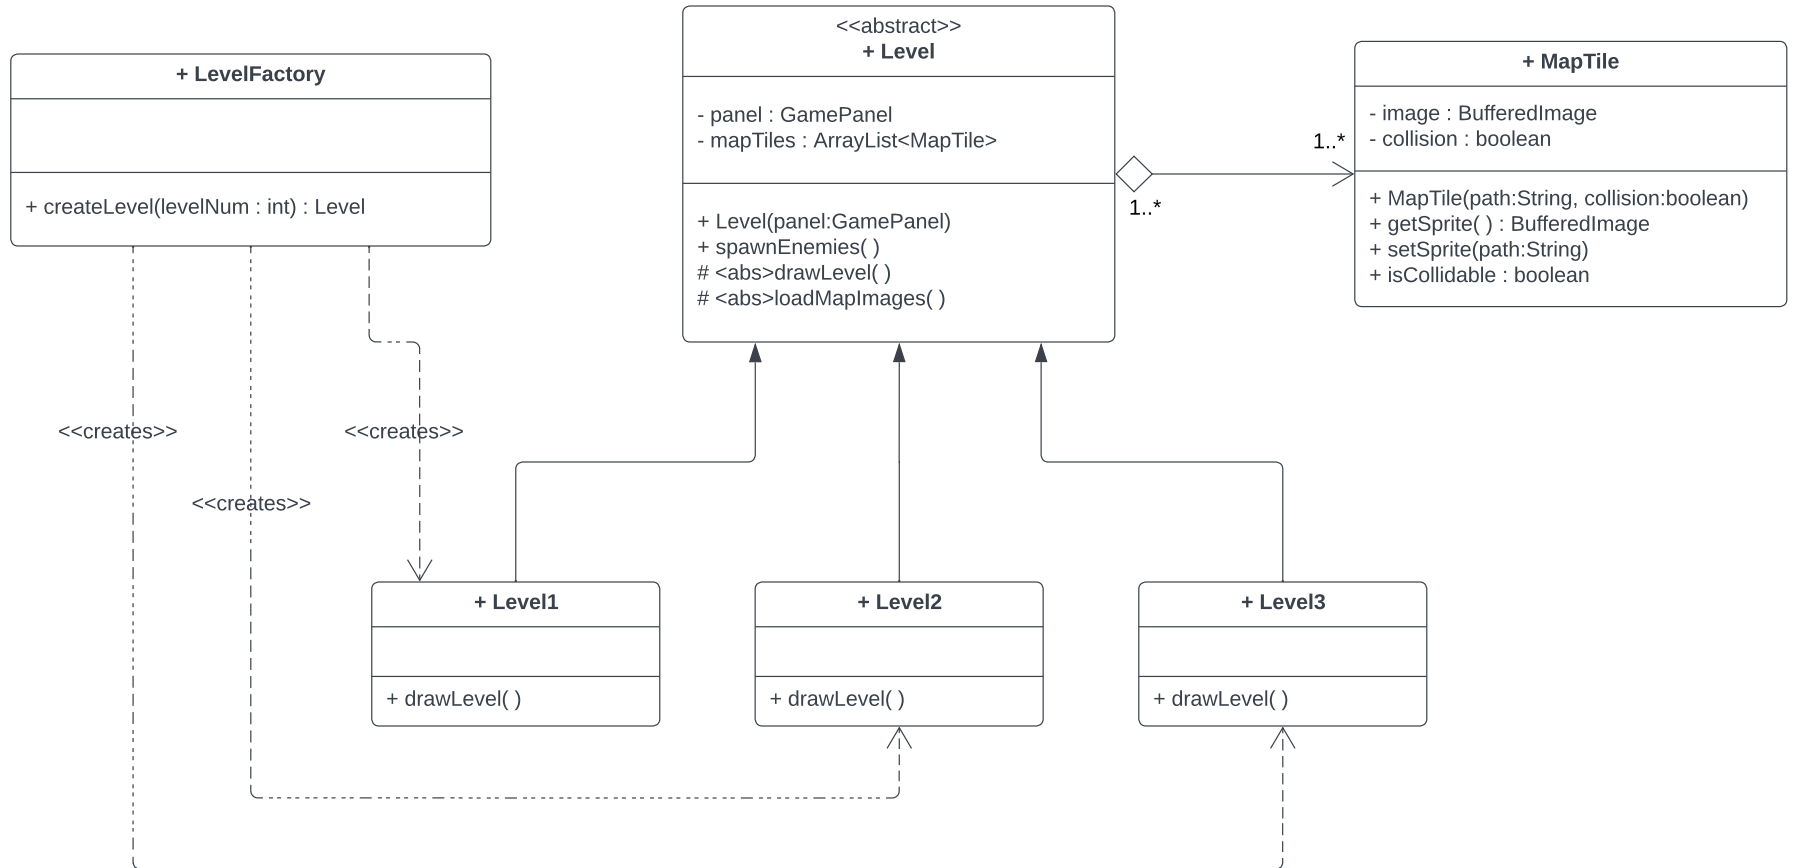 + LevelFactory
+ createLevel(levelNum : int) : Level
<<abstract>>
+ Level
- panel : GamePanel
- mapTiles : ArrayList<MapTile>
+ Level(panel:GamePanel)
+ spawnEnemies( )
# <abs>drawLevel( )
# <abs>loadMapImages( )
1..*
1..*
+ MapTile
- image : BufferedImage
- collision : boolean
+ MapTile(path:String, collision:boolean)
+ getSprite( ) : BufferedImage
+ setSprite(path:String)
+ isCollidable : boolean
<<creates>>
<<creates>>
<<creates>>
+ Level1
+ drawLevel( )
+ Level2
+ drawLevel( )
+ Level3
+ drawLevel( )